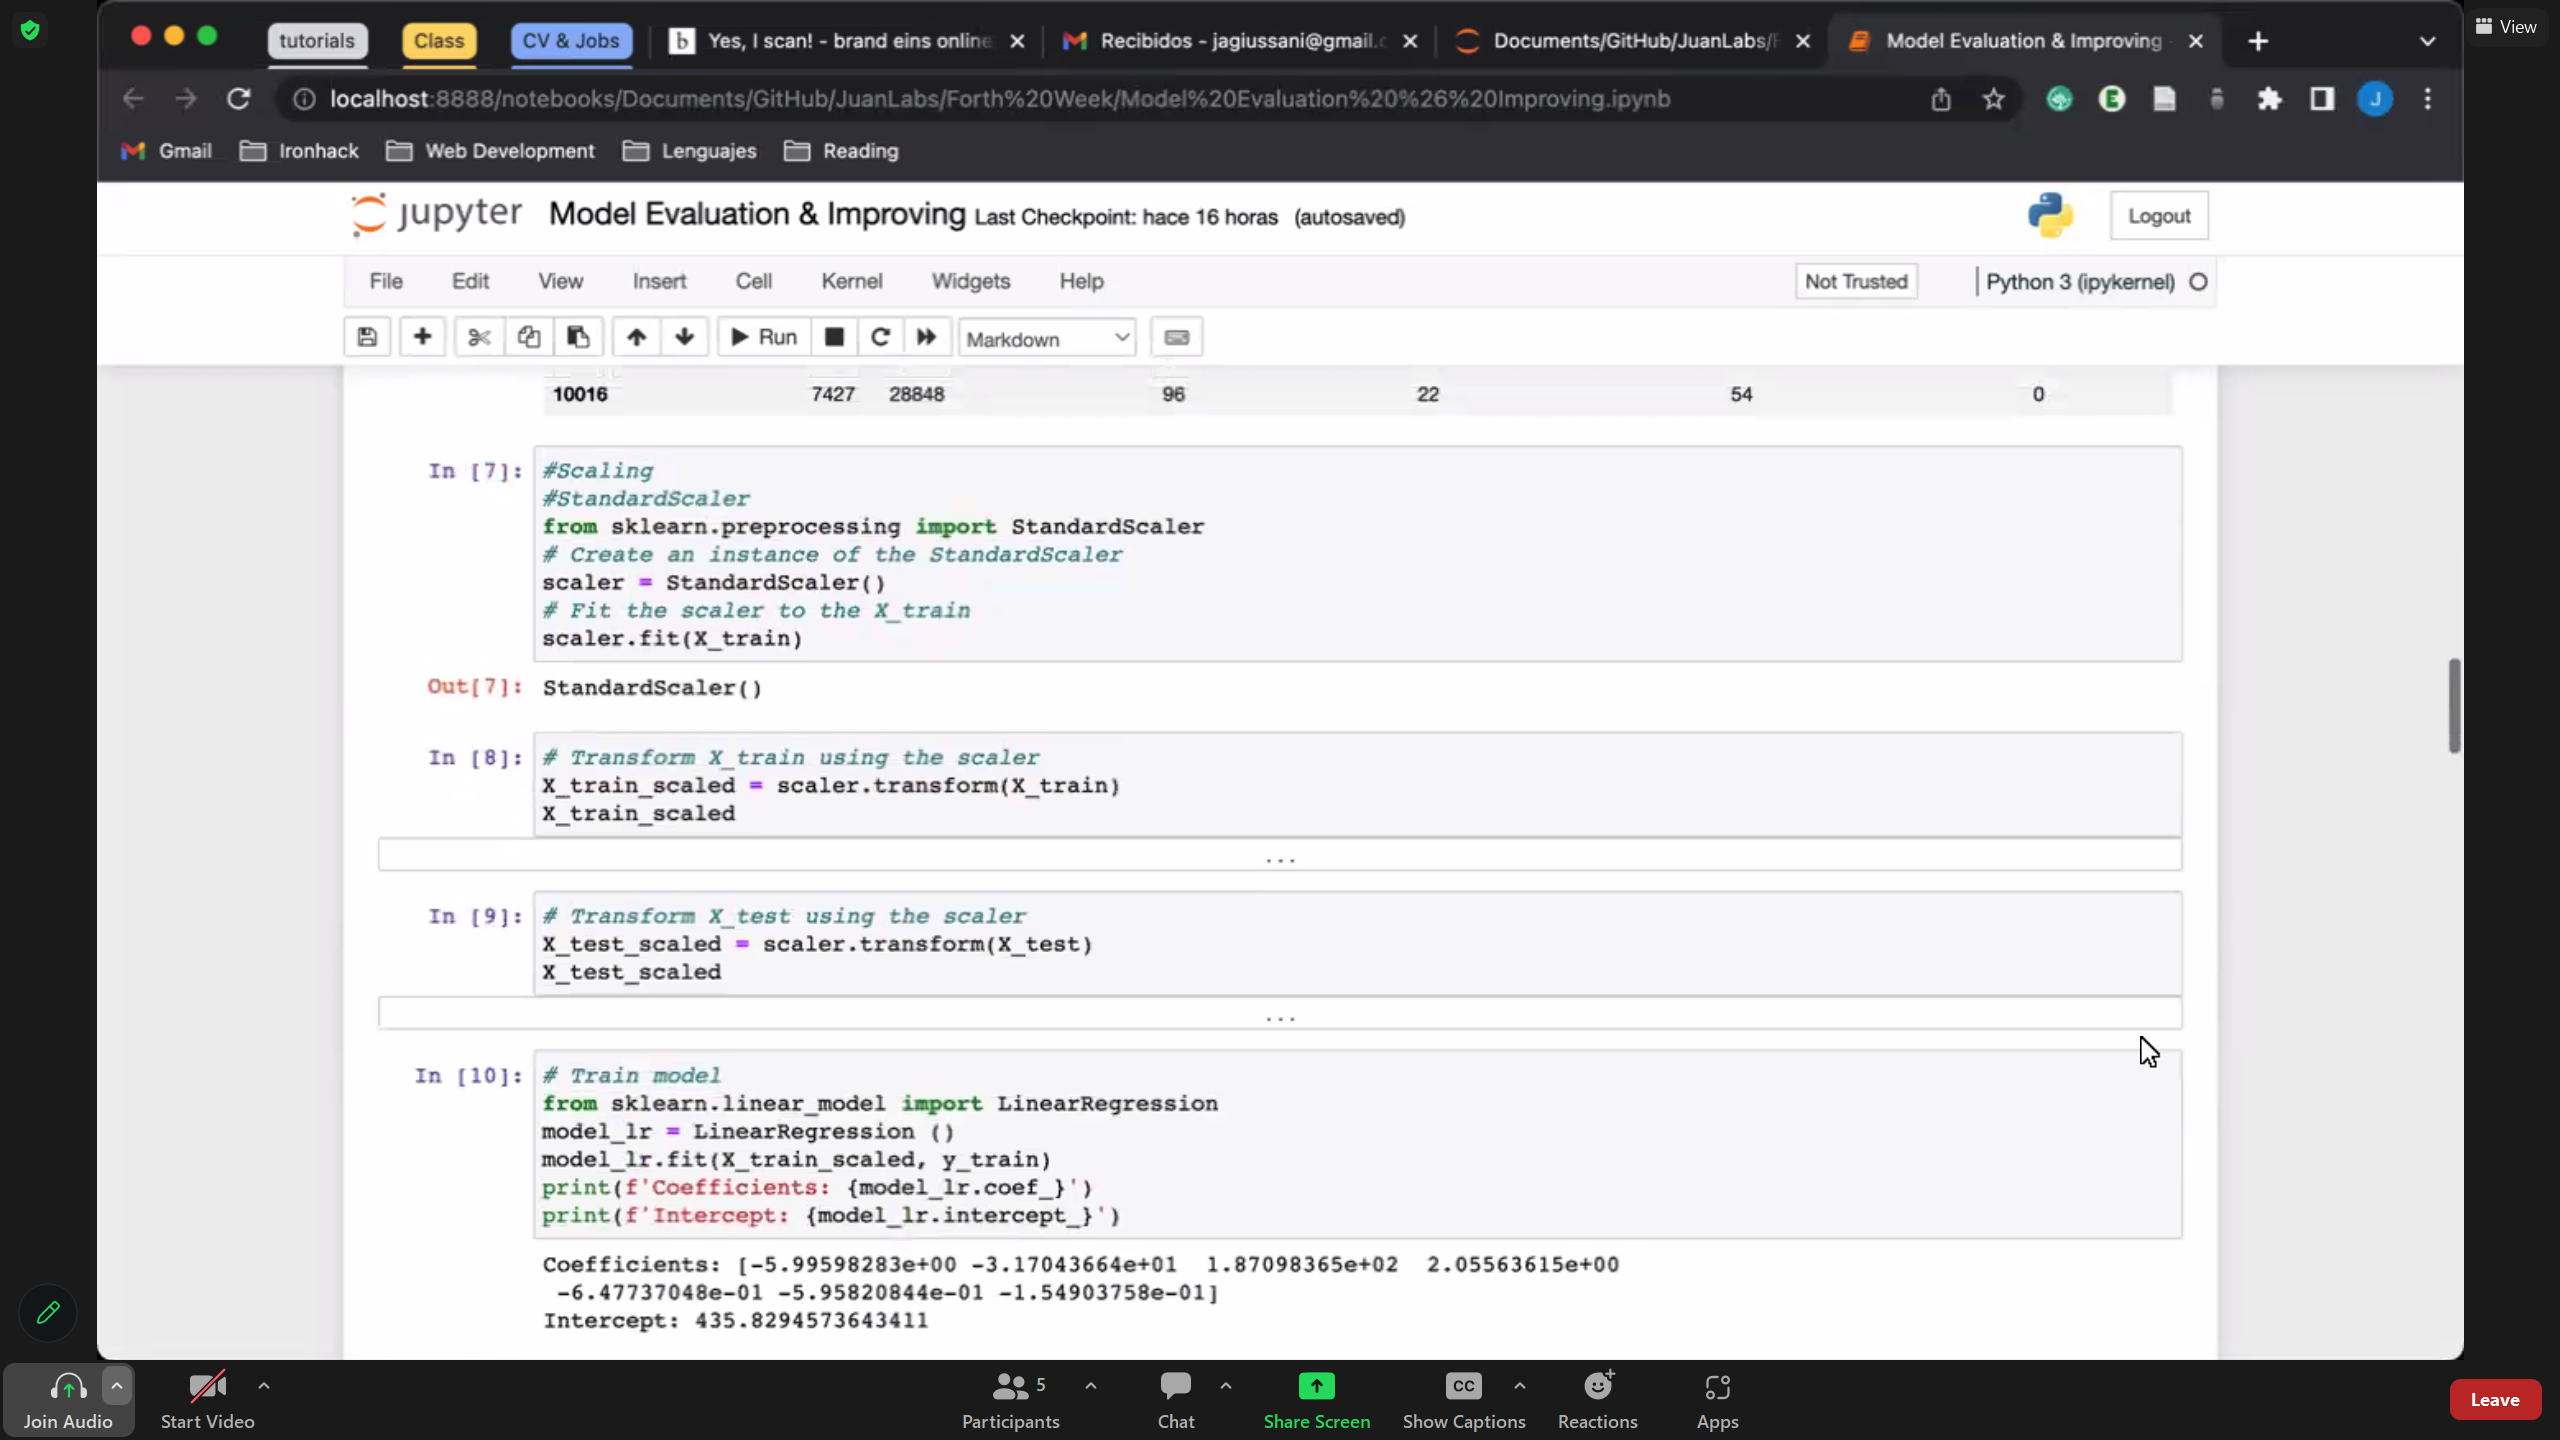 tutorials Class CV & Jobs b Yes, I scan! - brand eins online Recibidos - jagiussani@gmail.c Documents/GitHub/JuanLabs/F Model Evaluation & Improving View
localhost:8888/notebooks/Documents/GitHub/JuanLabs/Forth%20Week/Model%20Evaluation%20%26%20Improving.ipynb E J
Gmail Ironhack Web Development Lenguajes Reading
jupyter Model Evaluation & Improving Last Checkpoint: hace 16 horas (autosaved) Logout
File Edit View Insert Cell Kernel Widgets Help Not Trusted Python 3 (ipykernel)
Run Markdown
10016 7427 28848 96 22 54 0
In [7]: #Scaling
#StandardScaler
from sklearn.preprocessing import StandardScaler
# Create an instance of the StandardScaler
scaler = StandardScaler()
# Fit the scaler to the X_train
scaler.fit(X_train)
Out[7]: StandardScaler()
In [8]: # Transform X_train using the scaler
X_train_scaled = scaler.transform(X_train)
X_train_scaled
...
In [9]: # Transform X_test using the scaler
X_test_scaled = scaler.transform(X_test)
X_test_scaled
...
In [10]: # Train model
from sklearn.linear_model import LinearRegression
model_lr = LinearRegression ()
model_lr.fit(X_train_scaled, y_train)
print(f'Coefficients: {model_lr.coef_}')
print(f'Intercept: {model_lr.intercept_}')
Coefficients: [-5.99598283e+00 -3.17043664e+01 1.87098365e+02 2.05563615e+00
-6.47737048e-01 -5.95820844e-01 -1.54903758e-01]
Intercept: 435.8294573643411
Join Audio Start Video Participants 5 Chat Share Screen CC Show Captions Reactions Apps Leave